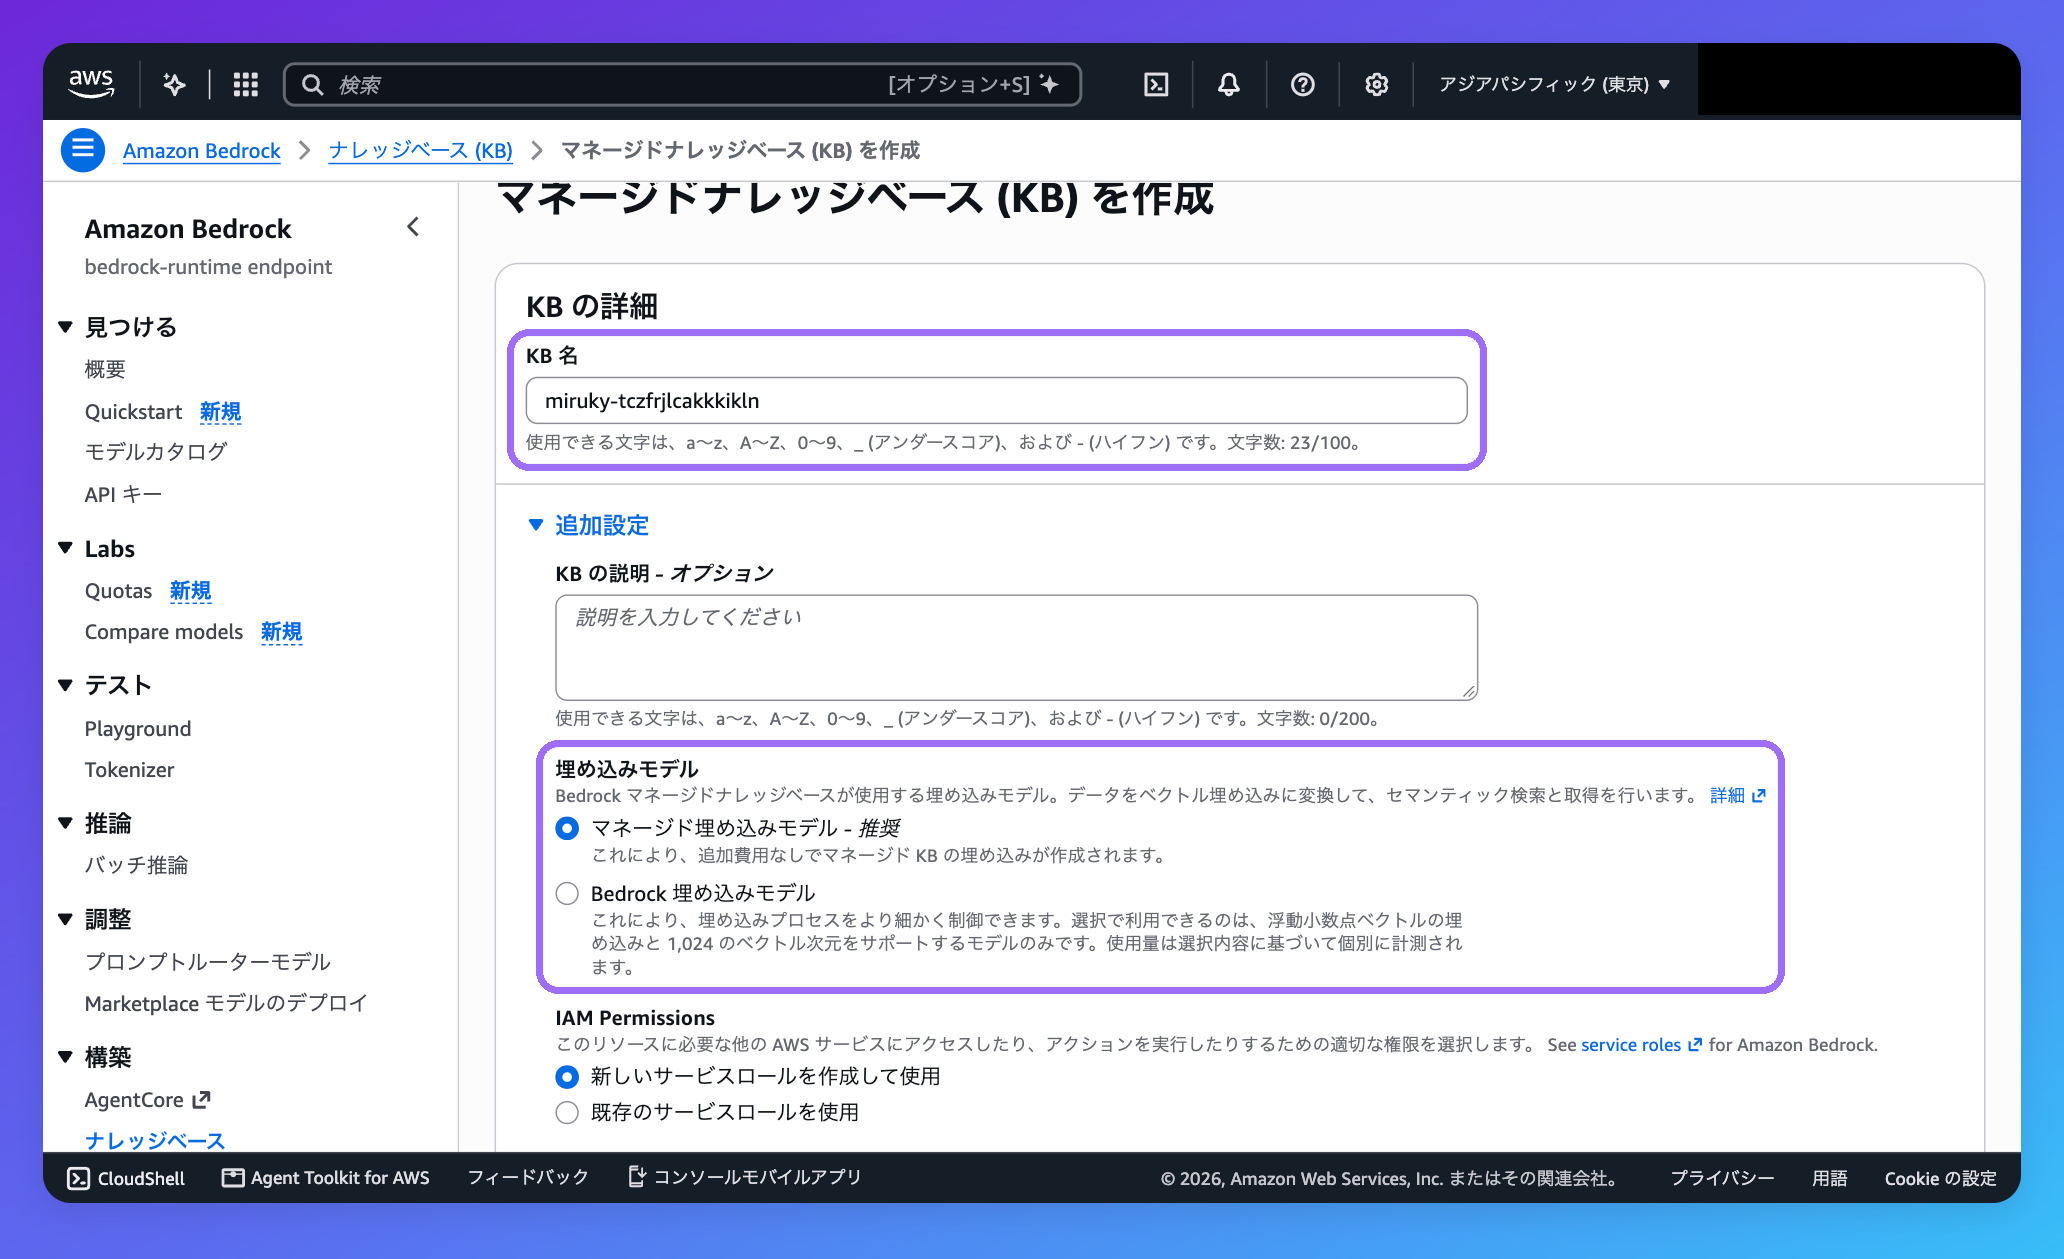 aws
検索
[オプション+S]
アジアパシフィック (東京) ▼
Amazon Bedrock
ナレッジベース (KB)
マネージドナレッジベース (KB) を作成
Amazon Bedrock
bedrock-runtime endpoint
見つける
概要
Quickstart 新規
モデルカタログ
API キー
Labs
Quotas 新規
Compare models 新規
テスト
Playground
Tokenizer
推論
バッチ推論
調整
プロンプトルーターモデル
Marketplace モデルのデプロイ
構築
AgentCore
ナレッジベース
マネージドナレッジベース (KB) を作成
KB の詳細
KB 名
miruky-tczfrjlcakkkikln
使用できる文字は、a〜z、A〜Z、0〜9、_ (アンダースコア)、および - (ハイフン) です。文字数: 23/100。
追加設定
KB の説明 - オプション
説明を入力してください
使用できる文字は、a〜z、A〜Z、0〜9、_ (アンダースコア)、および - (ハイフン) です。文字数: 0/200。
埋め込みモデル
Bedrock マネージドナレッジベースが使用する埋め込みモデル。データをベクトル埋め込みに変換して、セマンティック検索と取得を行います。 詳細
マネージド埋め込みモデル - 推奨
これにより、追加費用なしでマネージド KB の埋め込みが作成されます。
Bedrock 埋め込みモデル
これにより、埋め込みプロセスをより細かく制御できます。選択で利用できるのは、浮動小数点ベクトルの埋
め込みと 1,024 のベクトル次元をサポートするモデルのみです。使用量は選択内容に基づいて個別に計測され
ます。
IAM Permissions
このリソースに必要な他の AWS サービスにアクセスしたり、アクションを実行したりするための適切な権限を選択します。 See service roles for Amazon Bedrock.
新しいサービスロールを作成して使用
既存のサービスロールを使用
CloudShell
Agent Toolkit for AWS
フィードバック
コンソールモバイルアプリ
© 2026, Amazon Web Services, Inc. またはその関連会社。
プライバシー
用語
Cookie の設定